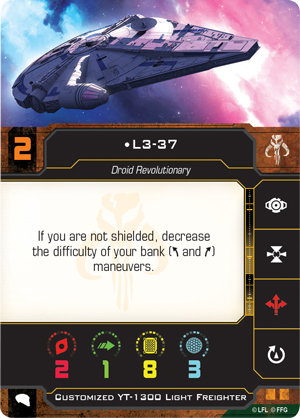 2
• L3-37
Droid Revolutionary
If you are not shielded, decrease
the difficulty of your bank (↰ and ↱)
maneuvers.
2 1 8 3
Customized YT-1300 Light Freighter
© LFL © FFG